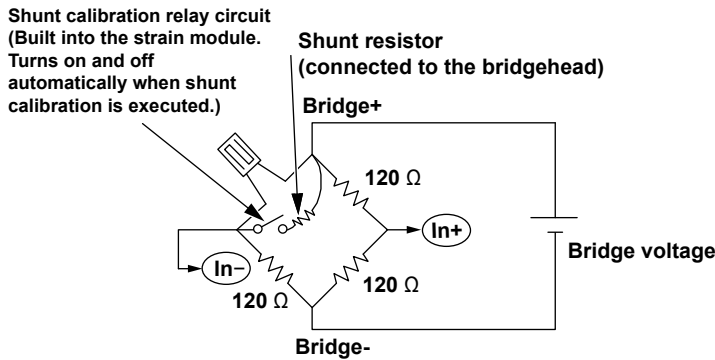 Shunt calibration relay circuit
(Built into the strain module.
Turns on and off
automatically when shunt
calibration is executed.)
Shunt resistor
(connected to the bridgehead)
Bridge+
120 Ω
In+
Bridge voltage
In−
120 Ω
120 Ω
Bridge-